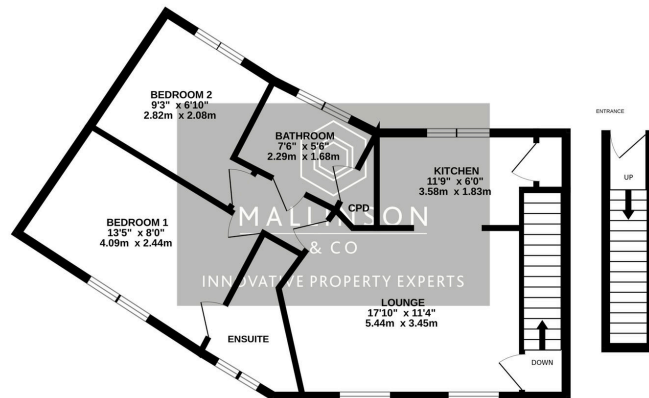 BEDROOM 2
9'3" x 6'10"
2.82m x 2.08m
BATHROOM
7'6" x 5'6"
2.29m x 1.68m
KITCHEN
11'9" x 6'0"
3.58m x 1.83m
ENTRANCE
UP
CPD
BEDROOM 1
13'5" x 8'0"
4.09m x 2.44m
MALLINSON
& CO
INNOVATIVE PROPERTY EXPERTS
LOUNGE
17'10" x 11'4"
5.44m x 3.45m
ENSUITE
DOWN